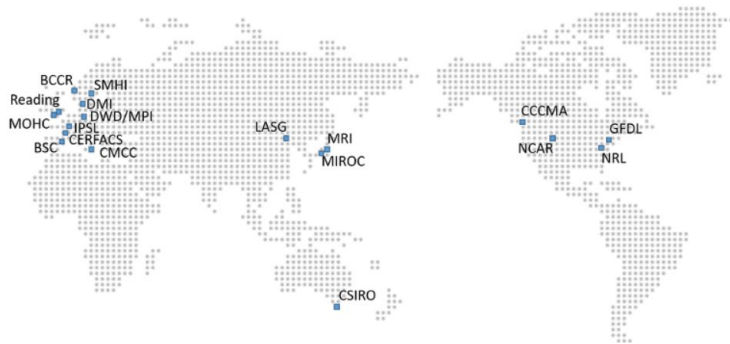 BCCR
SMHI
Reading
DMI
DWD/MPI
MOHC
IPSL
CERFACS
BSC
CMCC
LASG
MRI
MIROC
CSIRO
CCCMA
GFDL
NCAR
NRL